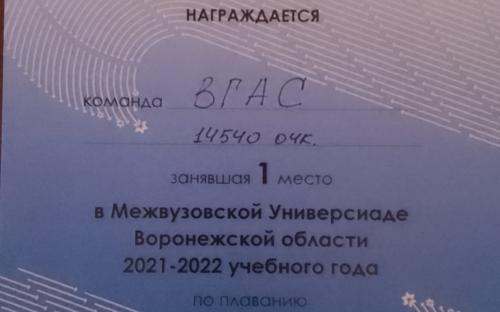 НАГРАЖДАЕТСЯ
команда ВГАС
14540 очк.
занявшая 1 место
в Межвузовской Универсиаде
Воронежской области
2021-2022 учебного года
по плаванию